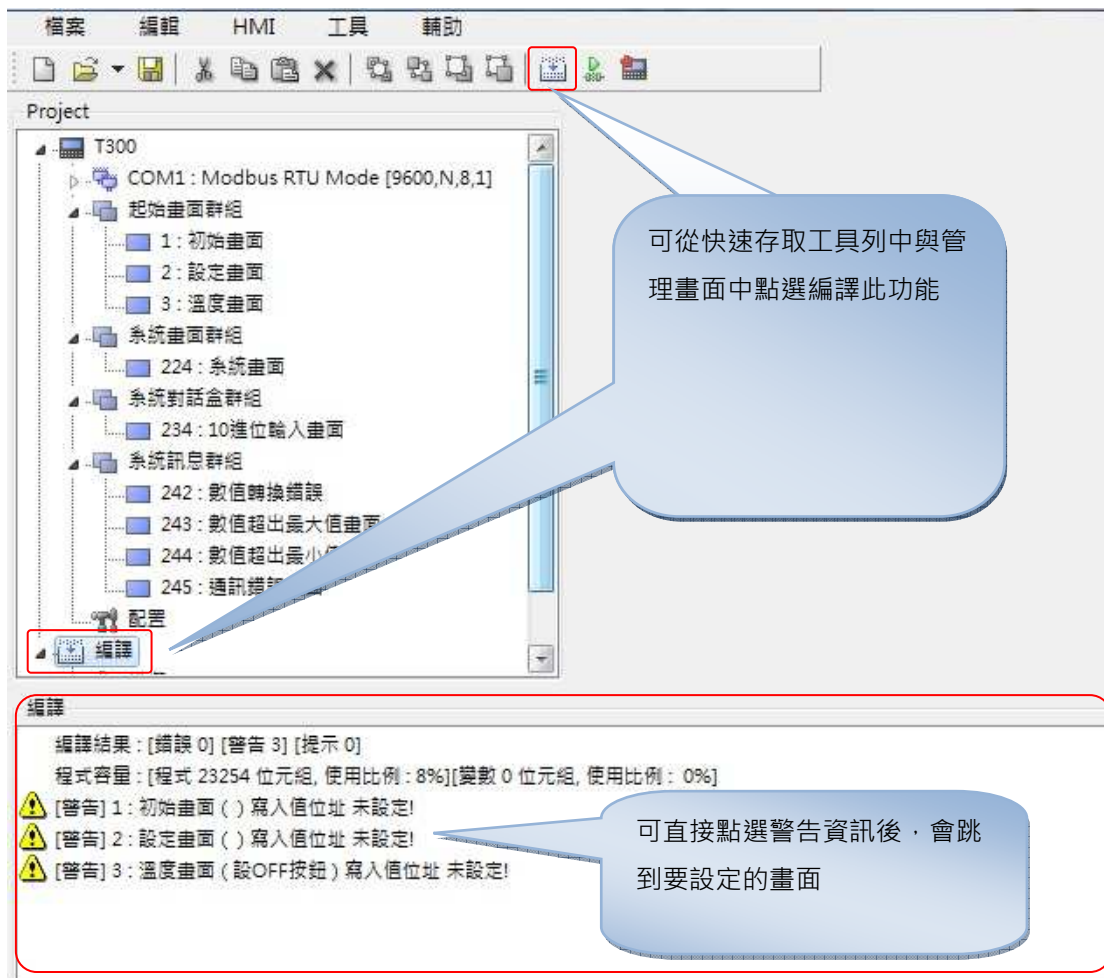 檔案 編輯 HMI 工具 輔助
Project
T300
COM1 : Modbus RTU Mode [9600,N,8,1]
起始畫面群組
1 : 初始畫面
2 : 設定畫面
3 : 溫度畫面
系統畫面群組
224 : 系統畫面
系統對話盒群組
234 : 10進位輸入畫面
系統訊息群組
242 : 數值轉換錯誤
243 : 數值超出最大值畫面
244 : 數值超出最小值
245 : 通訊錯誤
配置
編譯
可從快速存取工具列中與管
理畫面中點選編譯此功能
編譯
編譯結果 : [錯誤 0] [警告 3] [提示 0]
程式容量 : [程式 23254 位元組, 使用比例 : 8%][變數 0 位元組, 使用比例 : 0%]
[警告] 1 : 初始畫面 ( ) 寫入值位址 未設定!
[警告] 2 : 設定畫面 ( ) 寫入值位址 未設定!
[警告] 3 : 溫度畫面 ( 設OFF按鈕 ) 寫入值位址 未設定!
可直接點選警告資訊後，會跳
到要設定的畫面